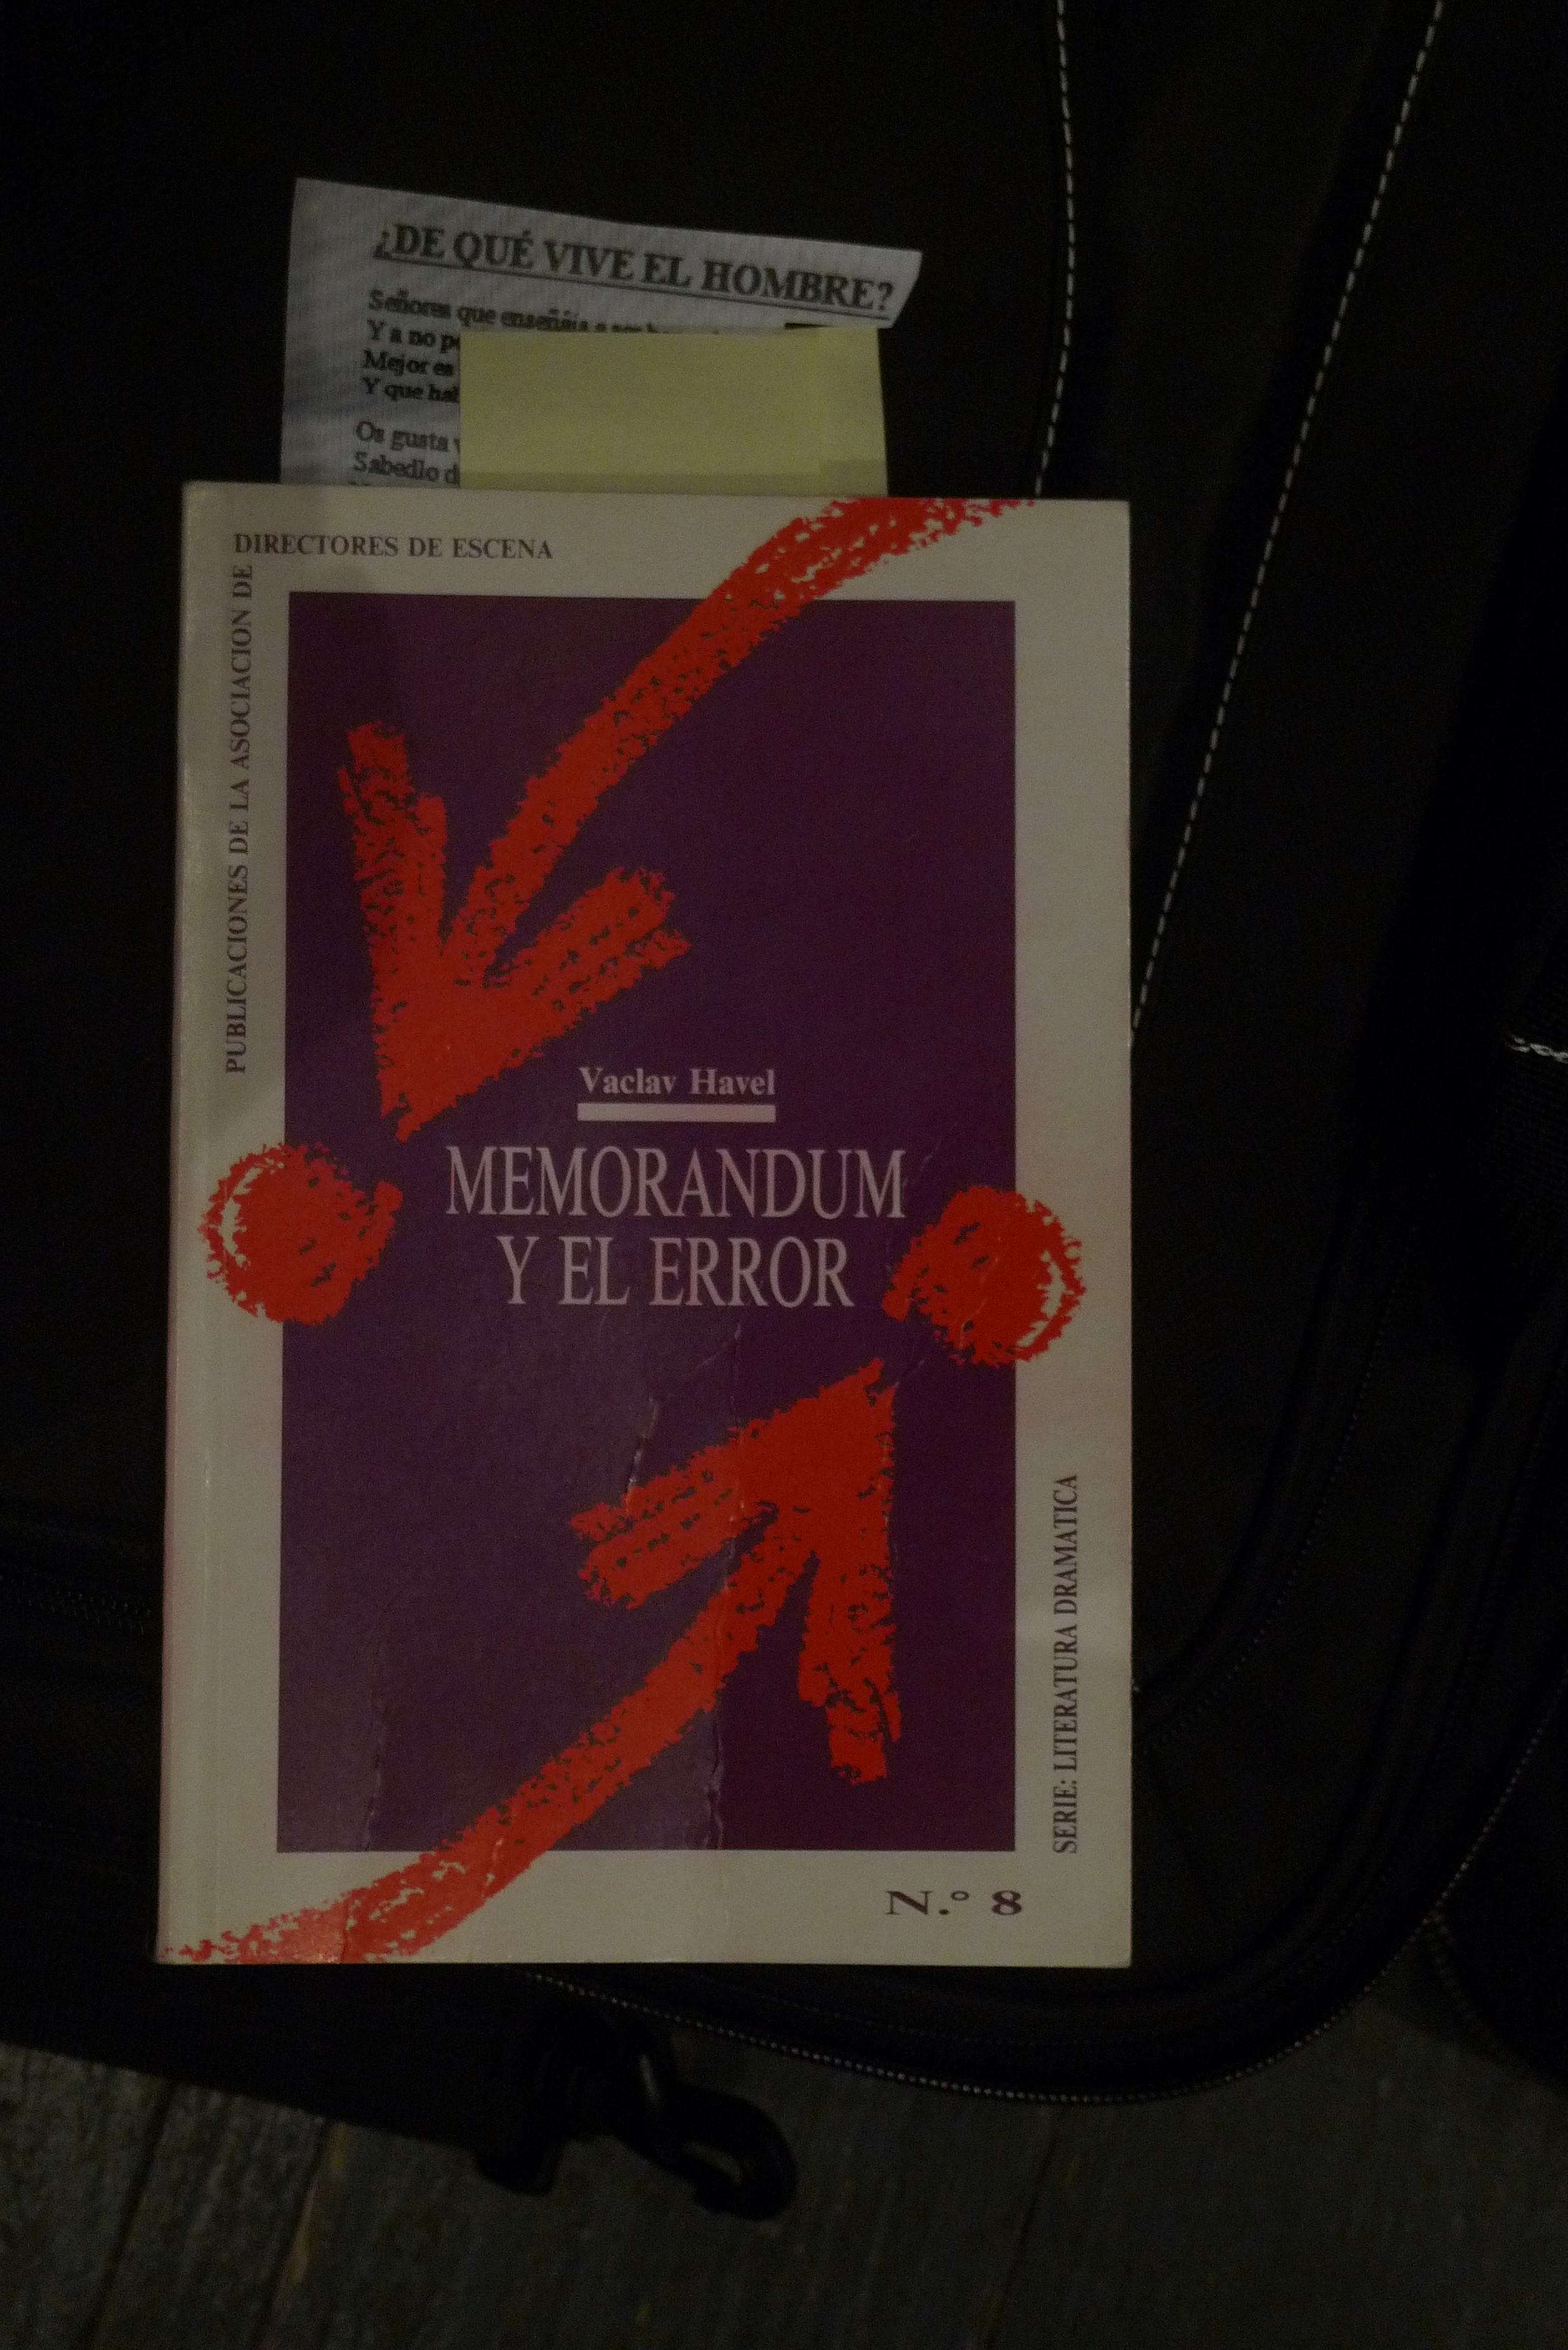 ¿DE QUÉ VIVE EL HOMBRE?
Señores que enseñáis a
Y a no
Mejor es
Y que
Os gusta
Sabedlo
DIRECTORES DE ESCENA
PUBLICACIONES DE LA ASOCIACION DE
Vaclav Havel
MEMORANDUM
Y EL ERROR
SERIE: LITERATURA DRAMATICA
N.º 8